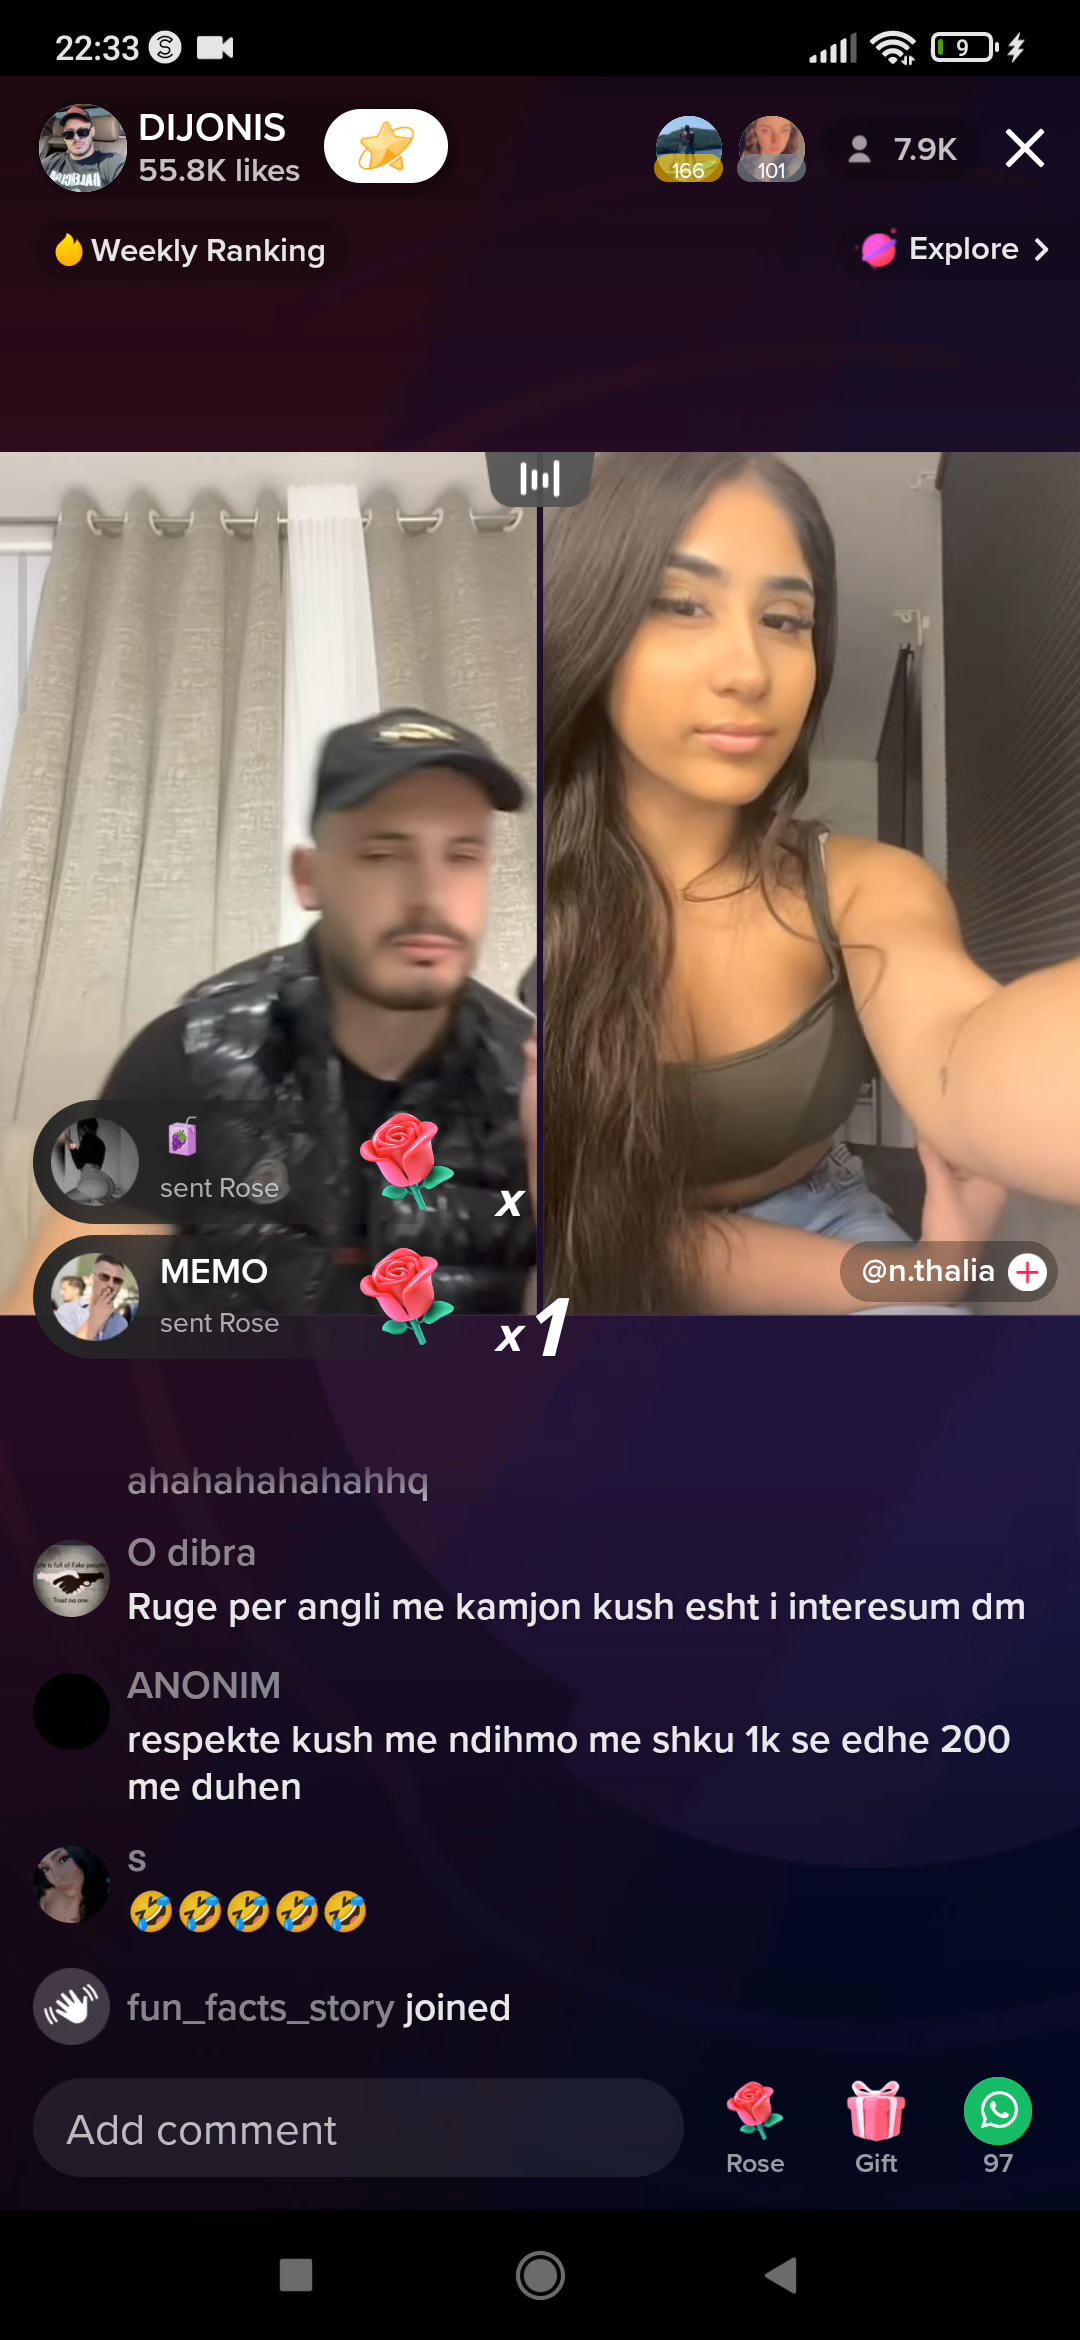 22:33
9
DIJONIS
55.8K likes
166
101
7.9K
Weekly Ranking
Explore
sent Rose
x
MEMO
sent Rose
x1
@n.thalia
ahahahahahahhq
O dibra
Ruge per angli me kamjon kush esht i interesum dm
ANONIM
respekte kush me ndihmo me shku 1k se edhe 200
me duhen
s
🤣🤣🤣🤣🤣
fun_facts_story joined
Add comment
Rose
Gift
97